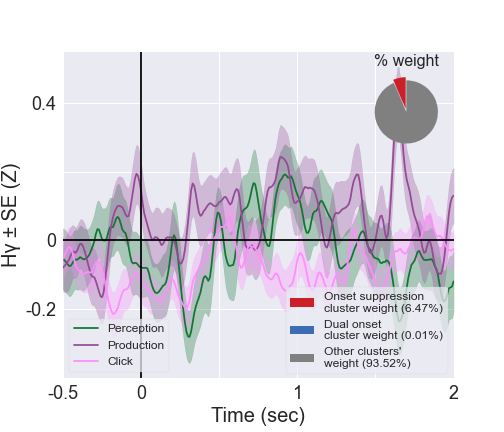 % weight
Hγ ± SE (Z)
0.4
0
-0.2
Perception
Production
Click
Onset suppression
cluster weight (6.47%)
Dual onset
cluster weight (0.01%)
Other clusters'
weight (93.52%)
-0.5
0
1
2
Time (sec)